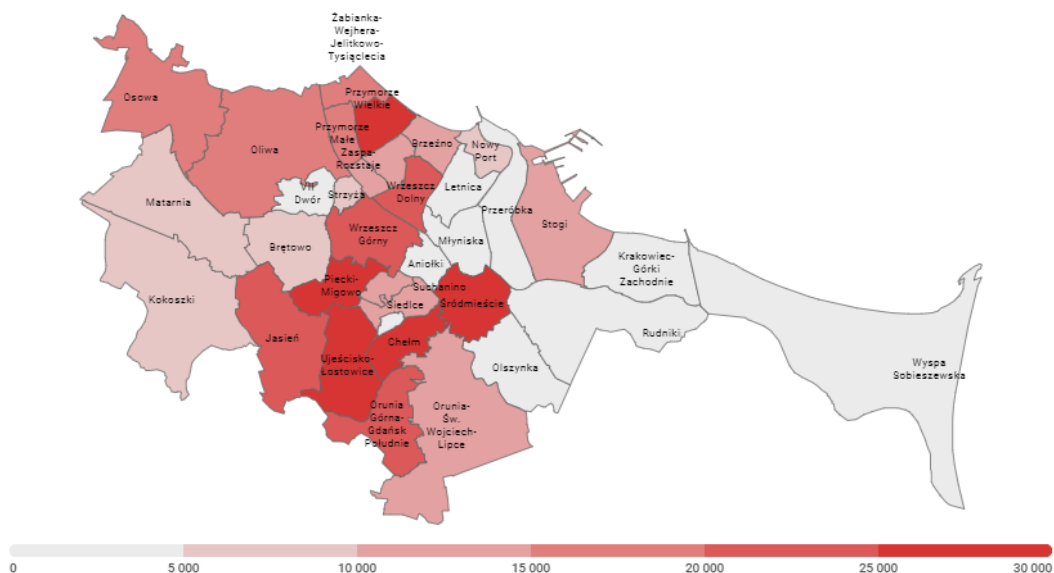 Żabianka-
Wejhera-
Jelitkowo-
Tysiąclecia
Osowa
Przymorze
Wielkie
Przymorze
Małe
Oliwa
Zaspa-
Rozstaje
Brzeźno
Nowy
Port
VII
Dwór
Strzyża
Wrzeszcz
Dolny
Letnica
Matarnia
Przeróbka
Stogi
Wrzeszcz
Górny
Młyniska
Brętowo
Aniołki
Krakowiec-
Górki
Zachodnie
Kokoszki
Piecki-
Migowo
Suchanino
Siedlce
Śródmieście
Jasień
Chełm
Rudniki
Ujeścisko-
Łostowice
Olszynka
Wyspa
Sobieszewska
Orunia
Górna-
Gdańsk
Południe
Orunia-
Św.
Wojciech-
Lipce
0 5 000 10 000 15 000 20 000 25 000 30 000